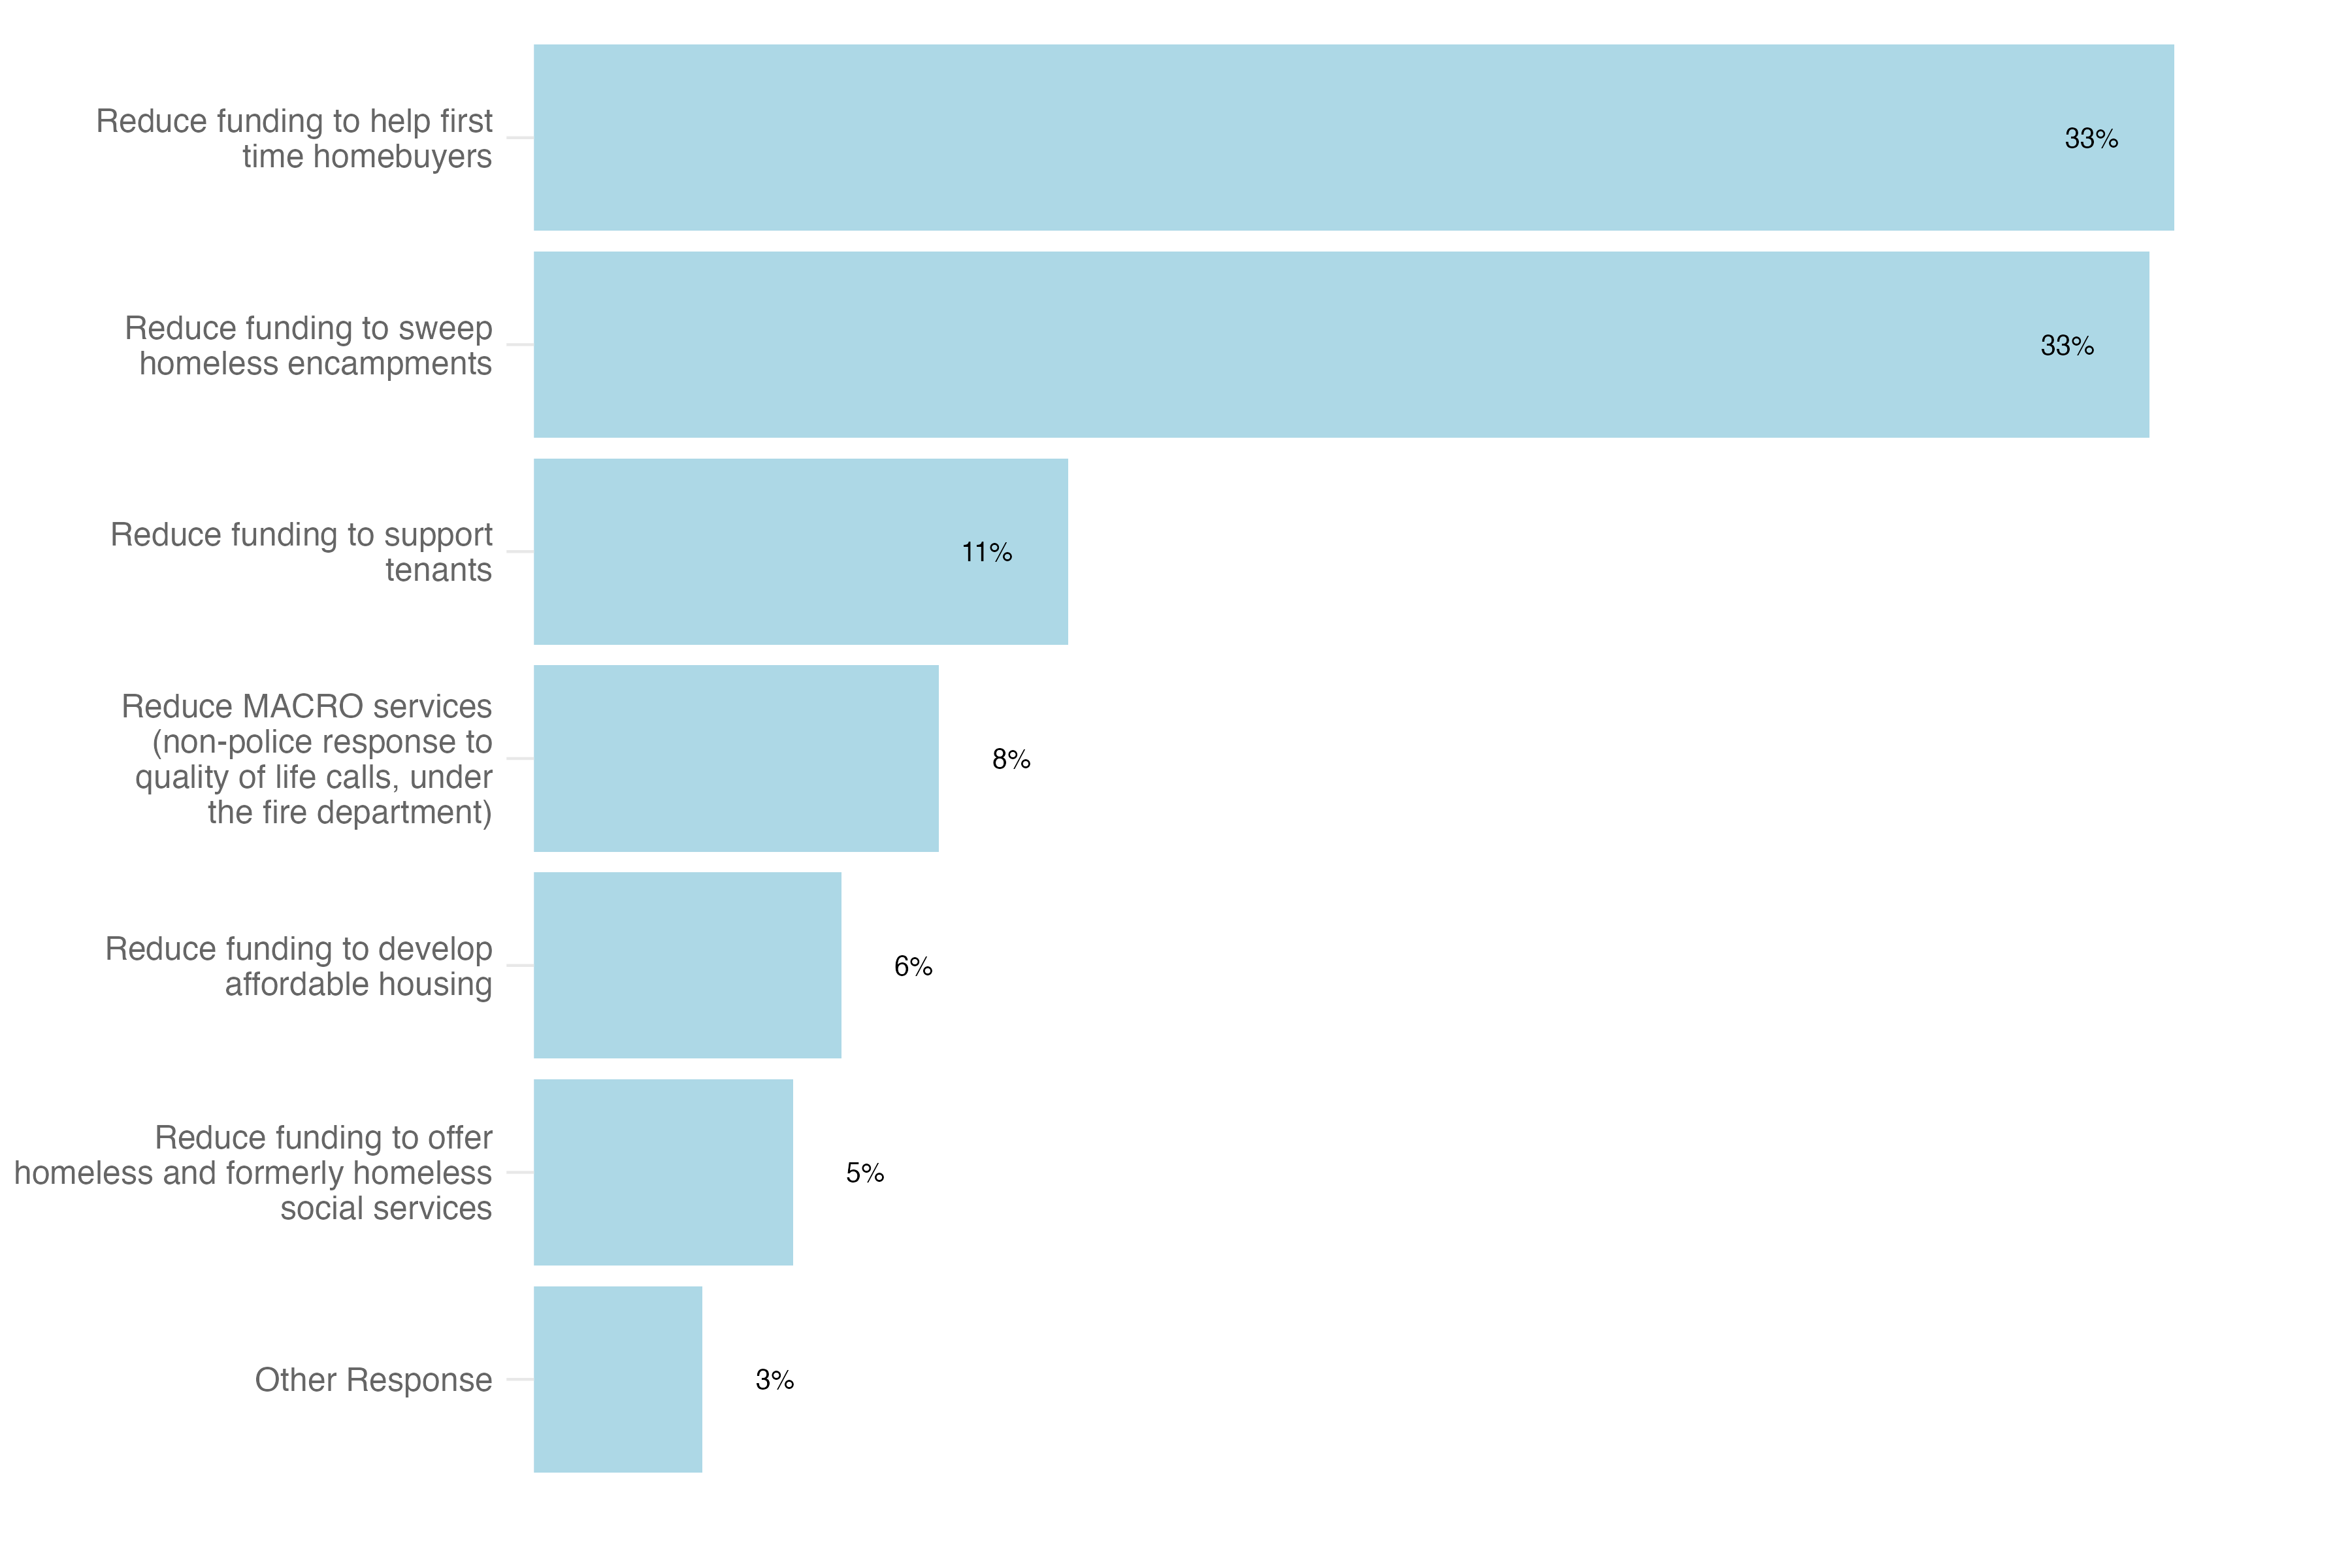 Reduce funding to help first
time homebuyers
33%
Reduce funding to sweep
homeless encampments
33%
Reduce funding to support
tenants
11%
Reduce MACRO services
(non-police response to
quality of life calls, under
the fire department)
8%
Reduce funding to develop
affordable housing
6%
Reduce funding to offer
homeless and formerly homeless
social services
5%
Other Response
3%